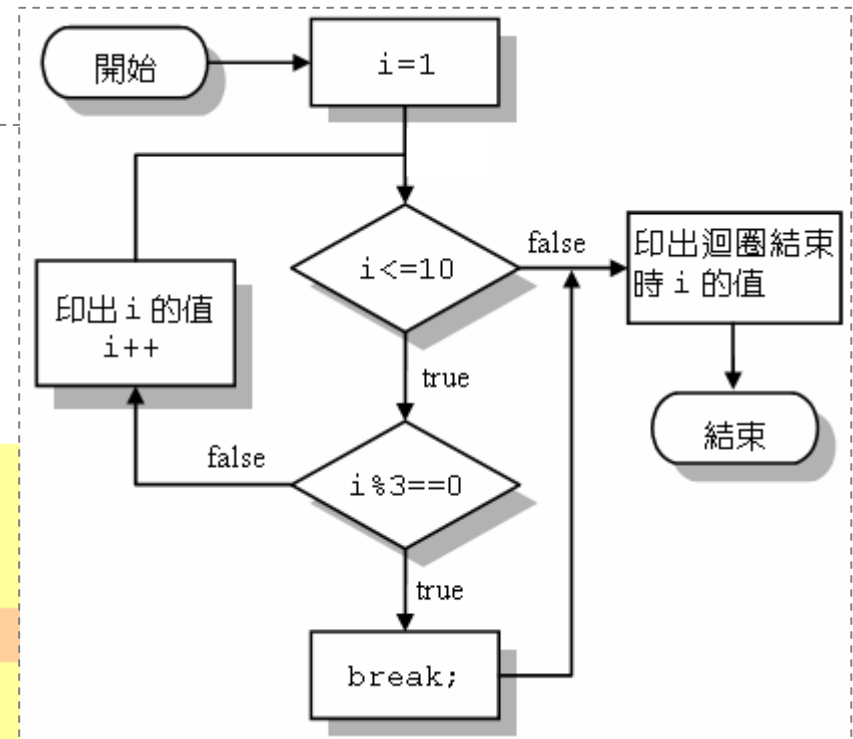 開始
i=1
i<=10
false
印出迴圈結束
時 i 的值
印出 i 的值
i++
true
結束
false
i%3==0
true
break;